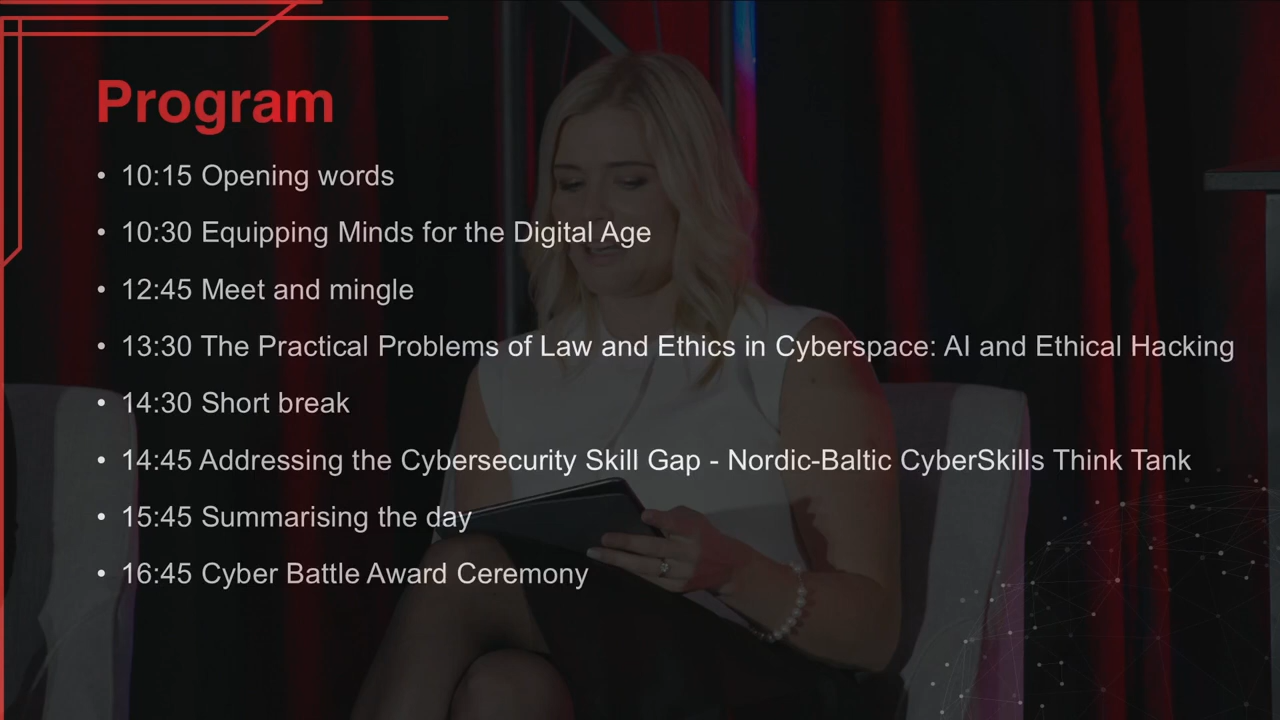 Program
• 10:15 Opening words
• 10:30 Equipping Minds for the Digital Age
• 12:45 Meet and mingle
• 13:30 The Practical Problems of Law and Ethics in Cyberspace: AI and Ethical Hacking
• 14:30 Short break
• 14:45 Addressing the Cybersecurity Skill Gap - Nordic-Baltic CyberSkills Think Tank
• 15:45 Summarising the day
• 16:45 Cyber Battle Award Ceremony